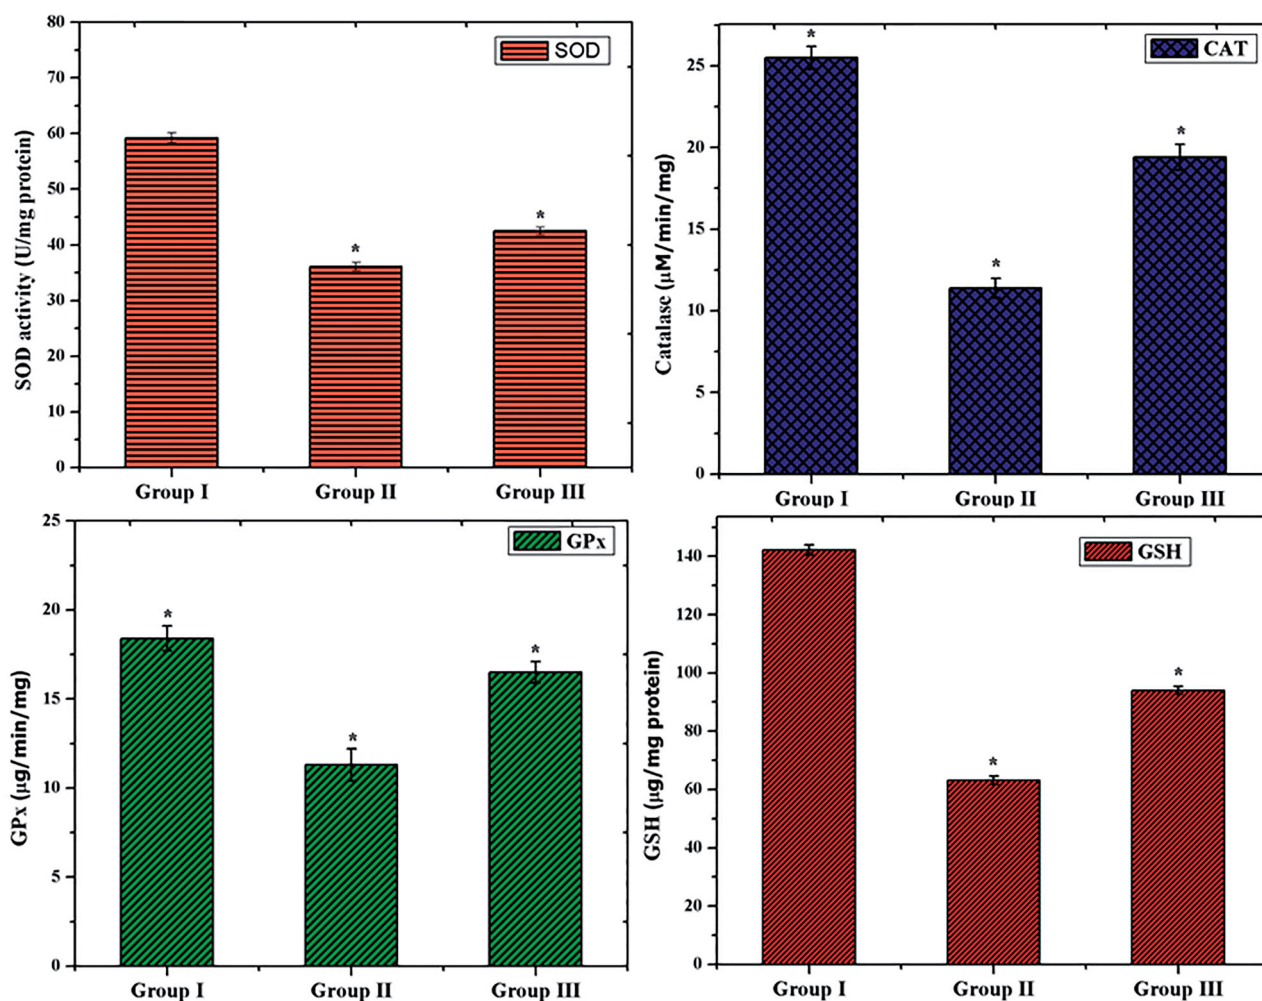 80
70
60
50
40
30
20
10
0
SOD activity (U/mg protein)
SOD
*
*
Group I
Group II
Group III
25
20
15
10
5
0
Catalase (μM/min/mg)
CAT
*
*
*
Group I
Group II
Group III
25
20
15
10
5
0
GPx (μg/min/mg)
GPx
*
*
*
Group I
Group II
Group III
140
120
100
80
60
40
20
0
GSH (μg/mg protein)
GSH
*
*
Group I
Group II
Group III